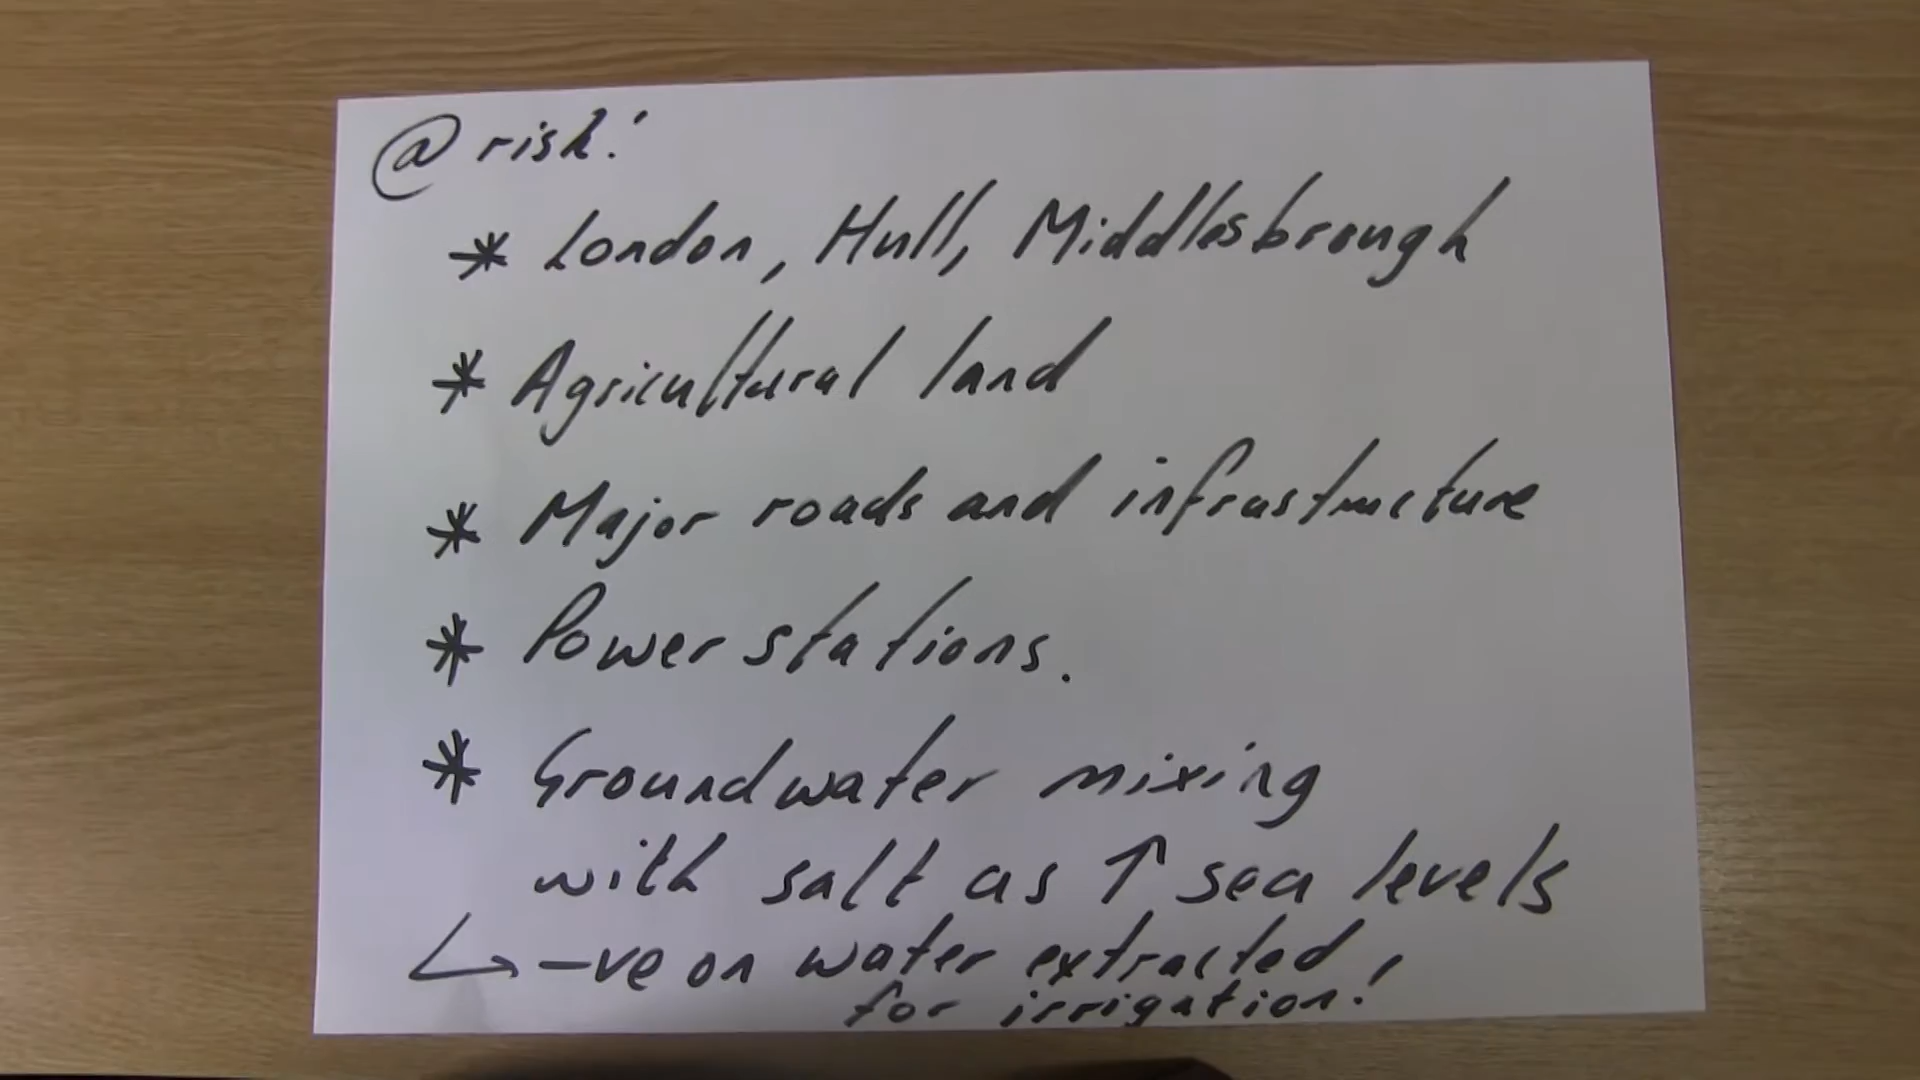 @ risk:
* London, Hull, Middlesbrough
* Agricultural land
* Major roads and infrastructure
* Power stations.
* Groundwater mixing
with salt as ↑ sea levels
↳ -ve on water extracted
for irrigation!